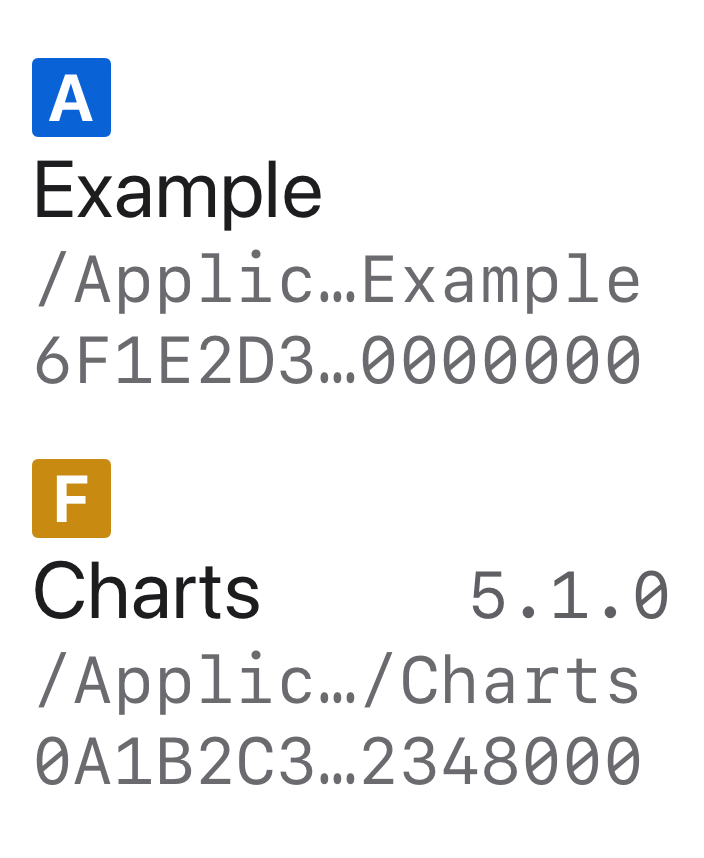 A
Example
/Applic…Example
6F1E2D3…0000000
F
Charts 5.1.0
/Applic…/Charts
0A1B2C3…2348000